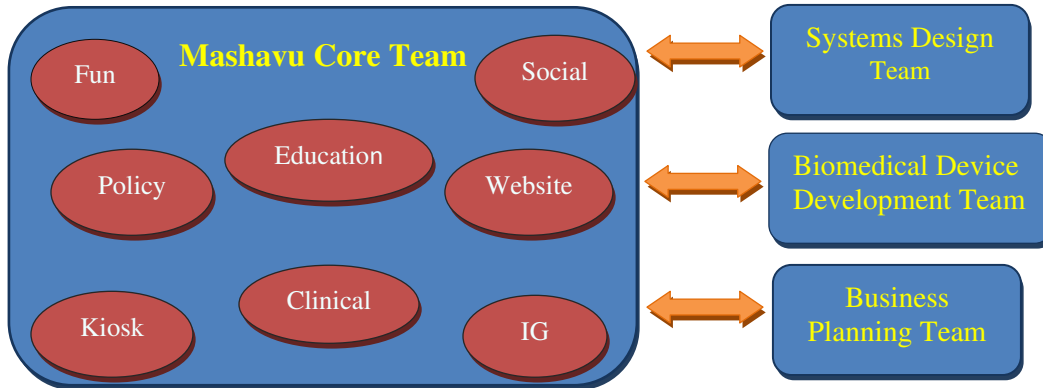 Mashavu Core Team
Fun
Social
Education
Policy
Website
Clinical
Kiosk
IG
Systems Design
Team
Biomedical Device
Development Team
Business
Planning Team